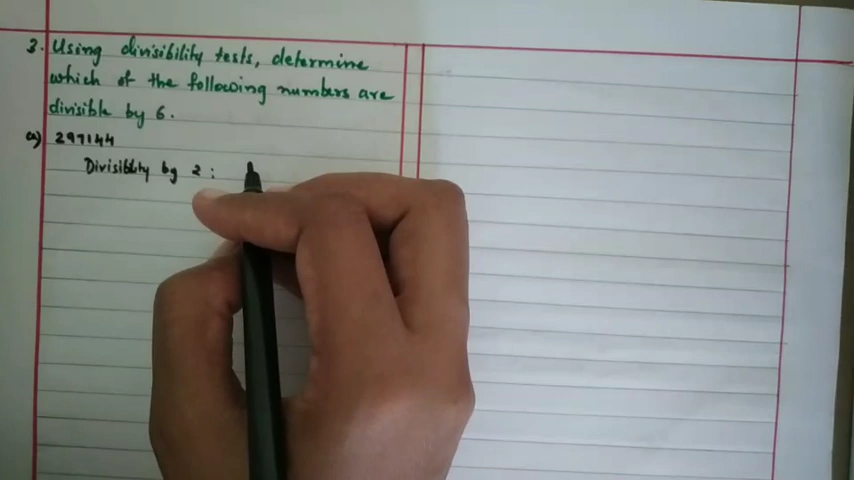 3. Using divisibility tests, determine
which of the following numbers are
divisible by 6.
a) 297144
Divisibility by 2 :